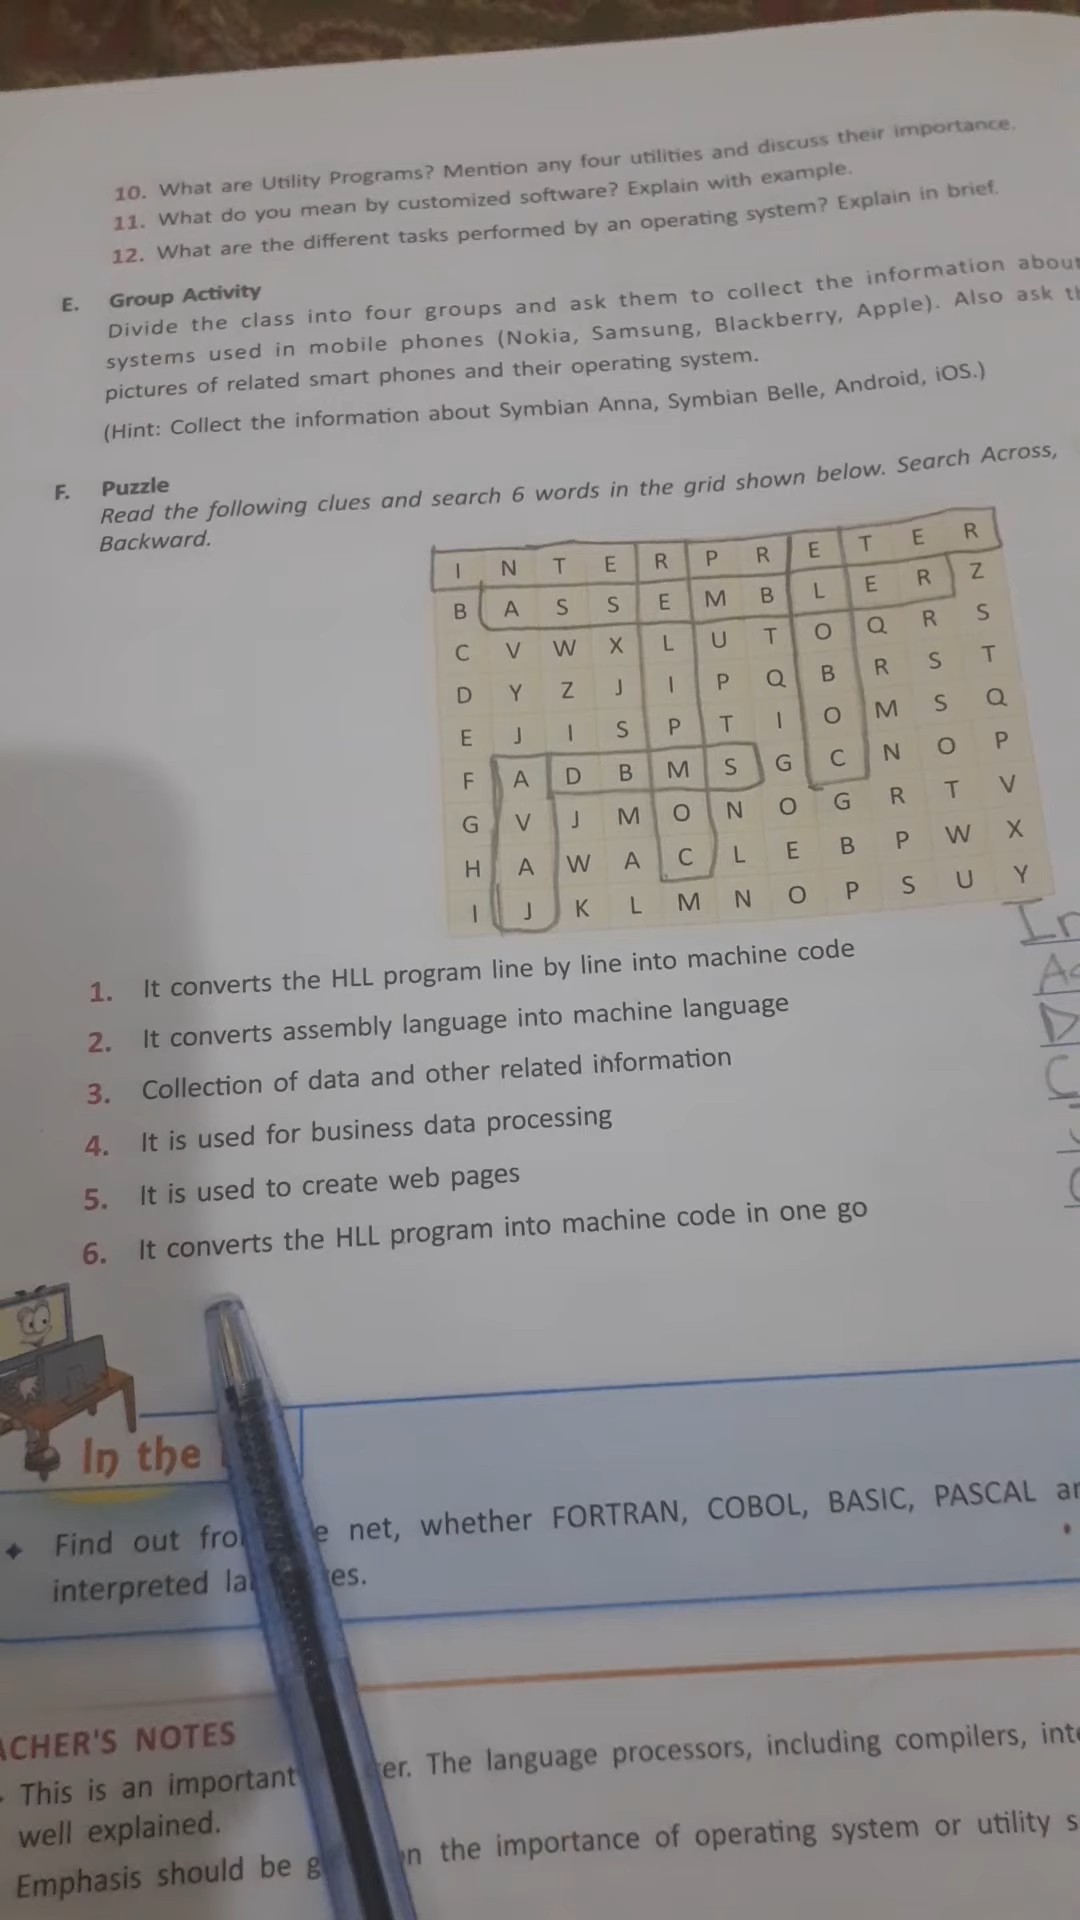 10. What are Utility Programs? Mention any four utilities and discuss their importance.
11. What do you mean by customized software? Explain with example.
12. What are the different tasks performed by an operating system? Explain in brief.
E. Group Activity
Divide the class into four groups and ask them to collect the information about
systems used in mobile phones (Nokia, Samsung, Blackberry, Apple). Also ask th
pictures of related smart phones and their operating system.
(Hint: Collect the information about Symbian Anna, Symbian Belle, Android, iOS.)
F. Puzzle
Read the following clues and search 6 words in the grid shown below. Search Across,
Backward.
I N T E R P R E T E R
B A S S E M B L E R Z
C V W X L U T O Q R S
D Y Z J I P Q B R S T
E J I S P T I O M S Q
F A D B M S G C N O P
G V J M O N O G R T V
H A W A C L E B P W X
I J K L M N O P S U Y
In
As
D
C
1. It converts the HLL program line by line into machine code
2. It converts assembly language into machine language
3. Collection of data and other related information
4. It is used for business data processing
5. It is used to create web pages
6. It converts the HLL program into machine code in one go
In the
Find out fro e net, whether FORTRAN, COBOL, BASIC, PASCAL an
interpreted la es.
ACHER'S NOTES
This is an important er. The language processors, including compilers, inte
well explained.
Emphasis should be g n the importance of operating system or utility s